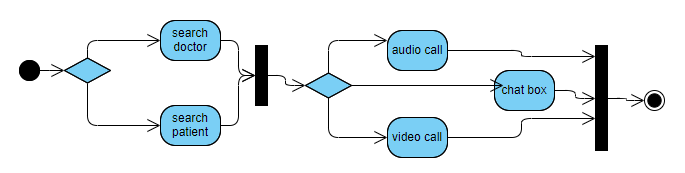 search
doctor
search
patient
audio call
chat box
video call